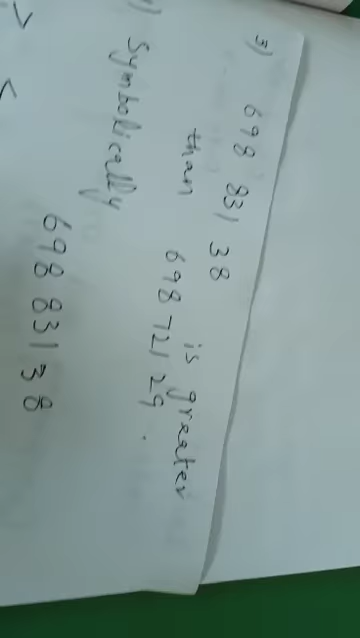 3) 698 831 38 is greater
than 698 721 29.
) Symbolically
698 831 38
> <